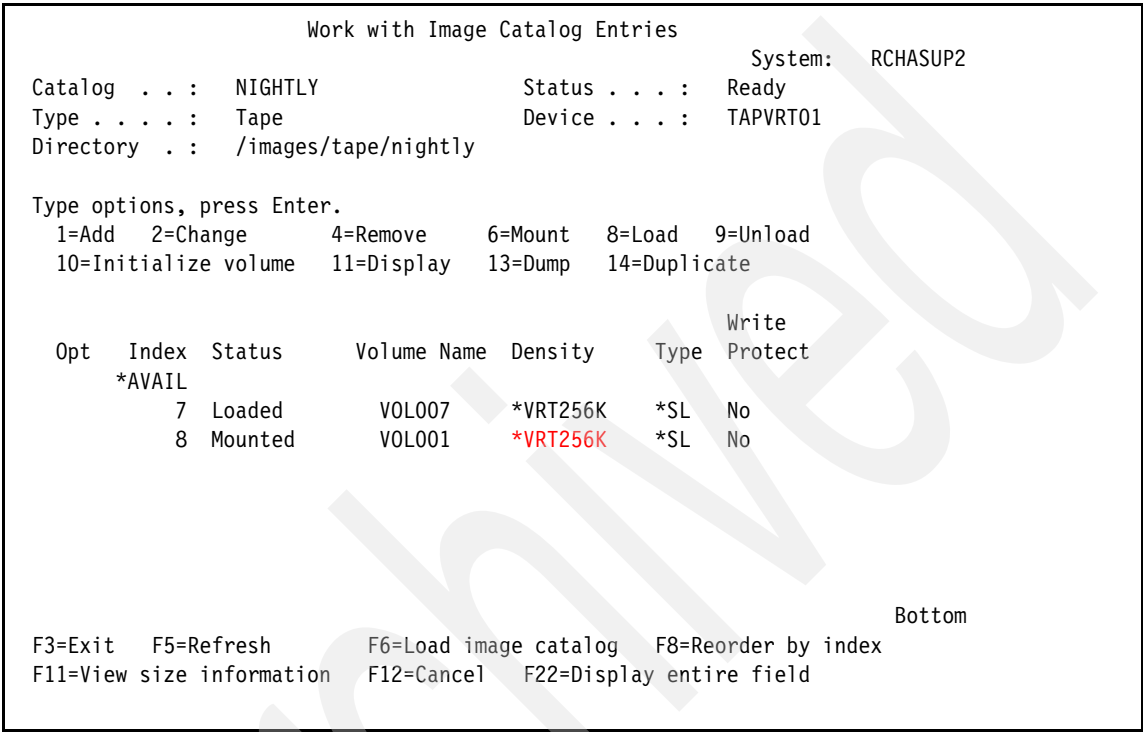 Work with Image Catalog Entries
System: RCHASUP2
Catalog . . : NIGHTLY Status . . . : Ready
Type . . . . : Tape Device . . . : TAPVRT01
Directory . : /images/tape/nightly
Type options, press Enter.
1=Add 2=Change 4=Remove 6=Mount 8=Load 9=Unload
10=Initialize volume 11=Display 13=Dump 14=Duplicate
Write
Opt Index Status Volume Name Density Type Protect
*AVAIL
7 Loaded VOL007 *VRT256K *SL No
8 Mounted VOL001 *VRT256K *SL No
Bottom
F3=Exit F5=Refresh F6=Load image catalog F8=Reorder by index
F11=View size information F12=Cancel F22=Display entire field
hived